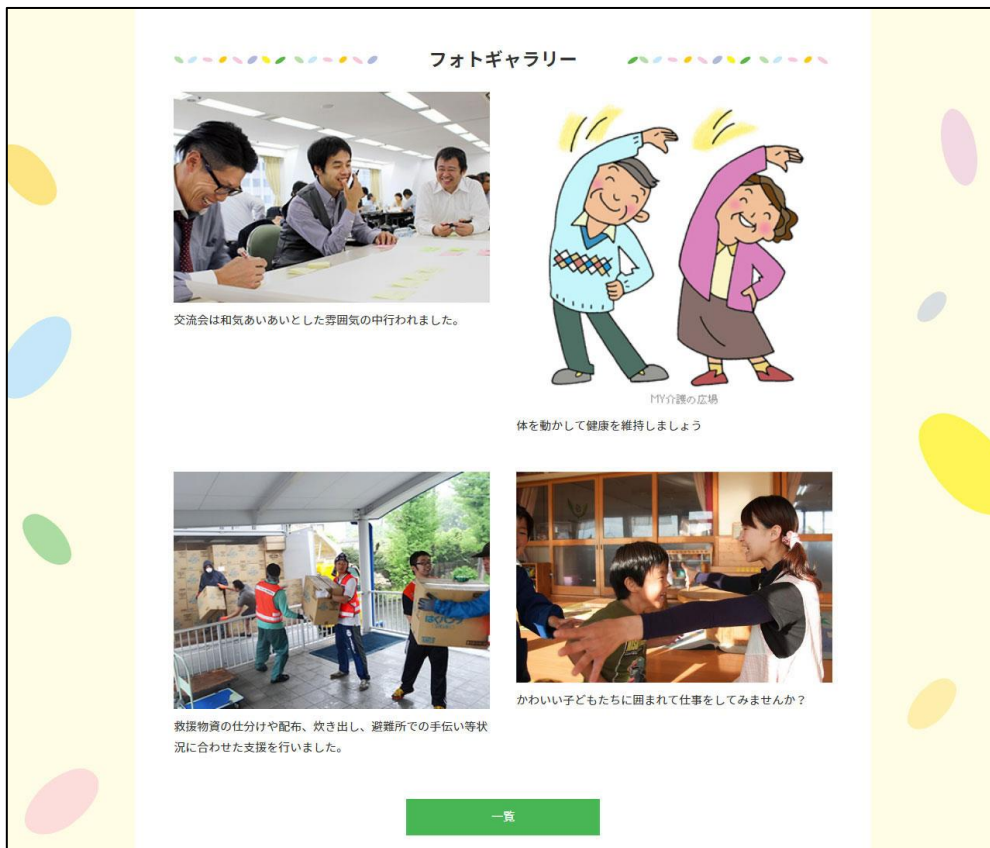 フォトギャラリー
交流会は和気あいあいとした雰囲気の中行われました。
MY介護の広場
体を動かして健康を維持しましょう
救援物資の仕分けや配布、炊き出し、避難所での手伝い等状
況に合わせた支援を行いました。
かわいい子どもたちに囲まれて仕事をしてみませんか？
一覧